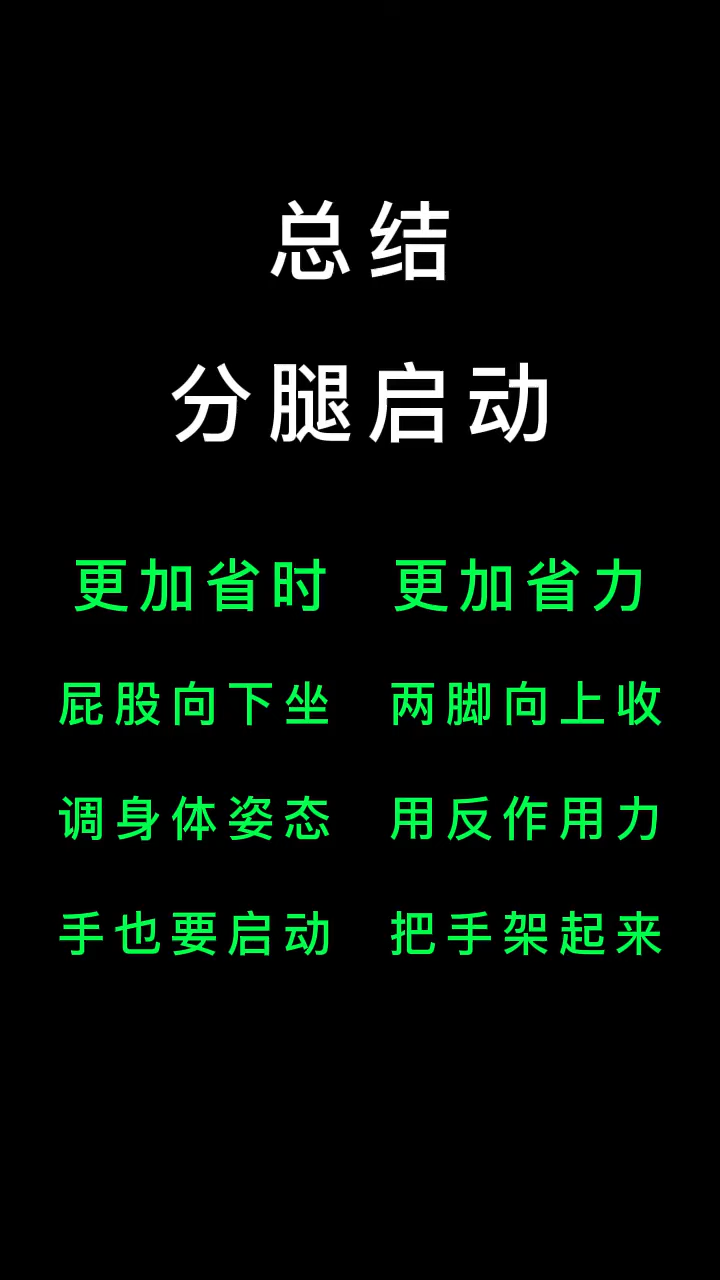 总结
分腿启动
更加省时 更加省力
屁股向下坐 两脚向上收
调身体姿态 用反作用力
手也要启动 把手架起来